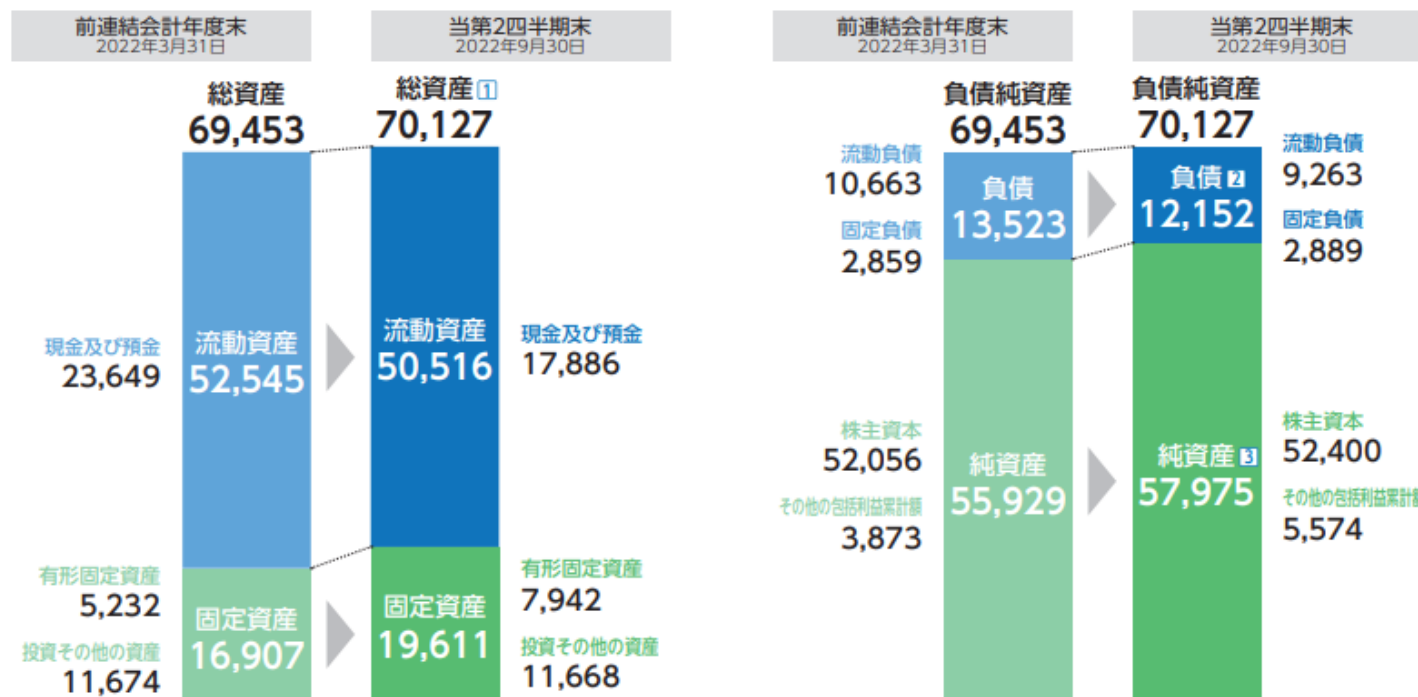 前連結会計年度末
2022年3月31日
当第2四半期末
2022年9月30日
総資産
69,453
総資産 1
70,127
現金及び預金
23,649
流動資産
52,545
流動資産
50,516
現金及び預金
17,886
有形固定資産
5,232
投資その他の資産
11,674
固定資産
16,907
固定資産
19,611
有形固定資産
7,942
投資その他の資産
11,668
前連結会計年度末
2022年3月31日
当第2四半期末
2022年9月30日
負債純資産
69,453
負債純資産
70,127
流動負債
10,663
固定負債
2,859
負債
13,523
負債 2
12,152
流動負債
9,263
固定負債
2,889
株主資本
52,056
その他の包括利益累計額
3,873
純資産
55,929
純資産 3
57,975
株主資本
52,400
その他の包括利益累計額
5,574